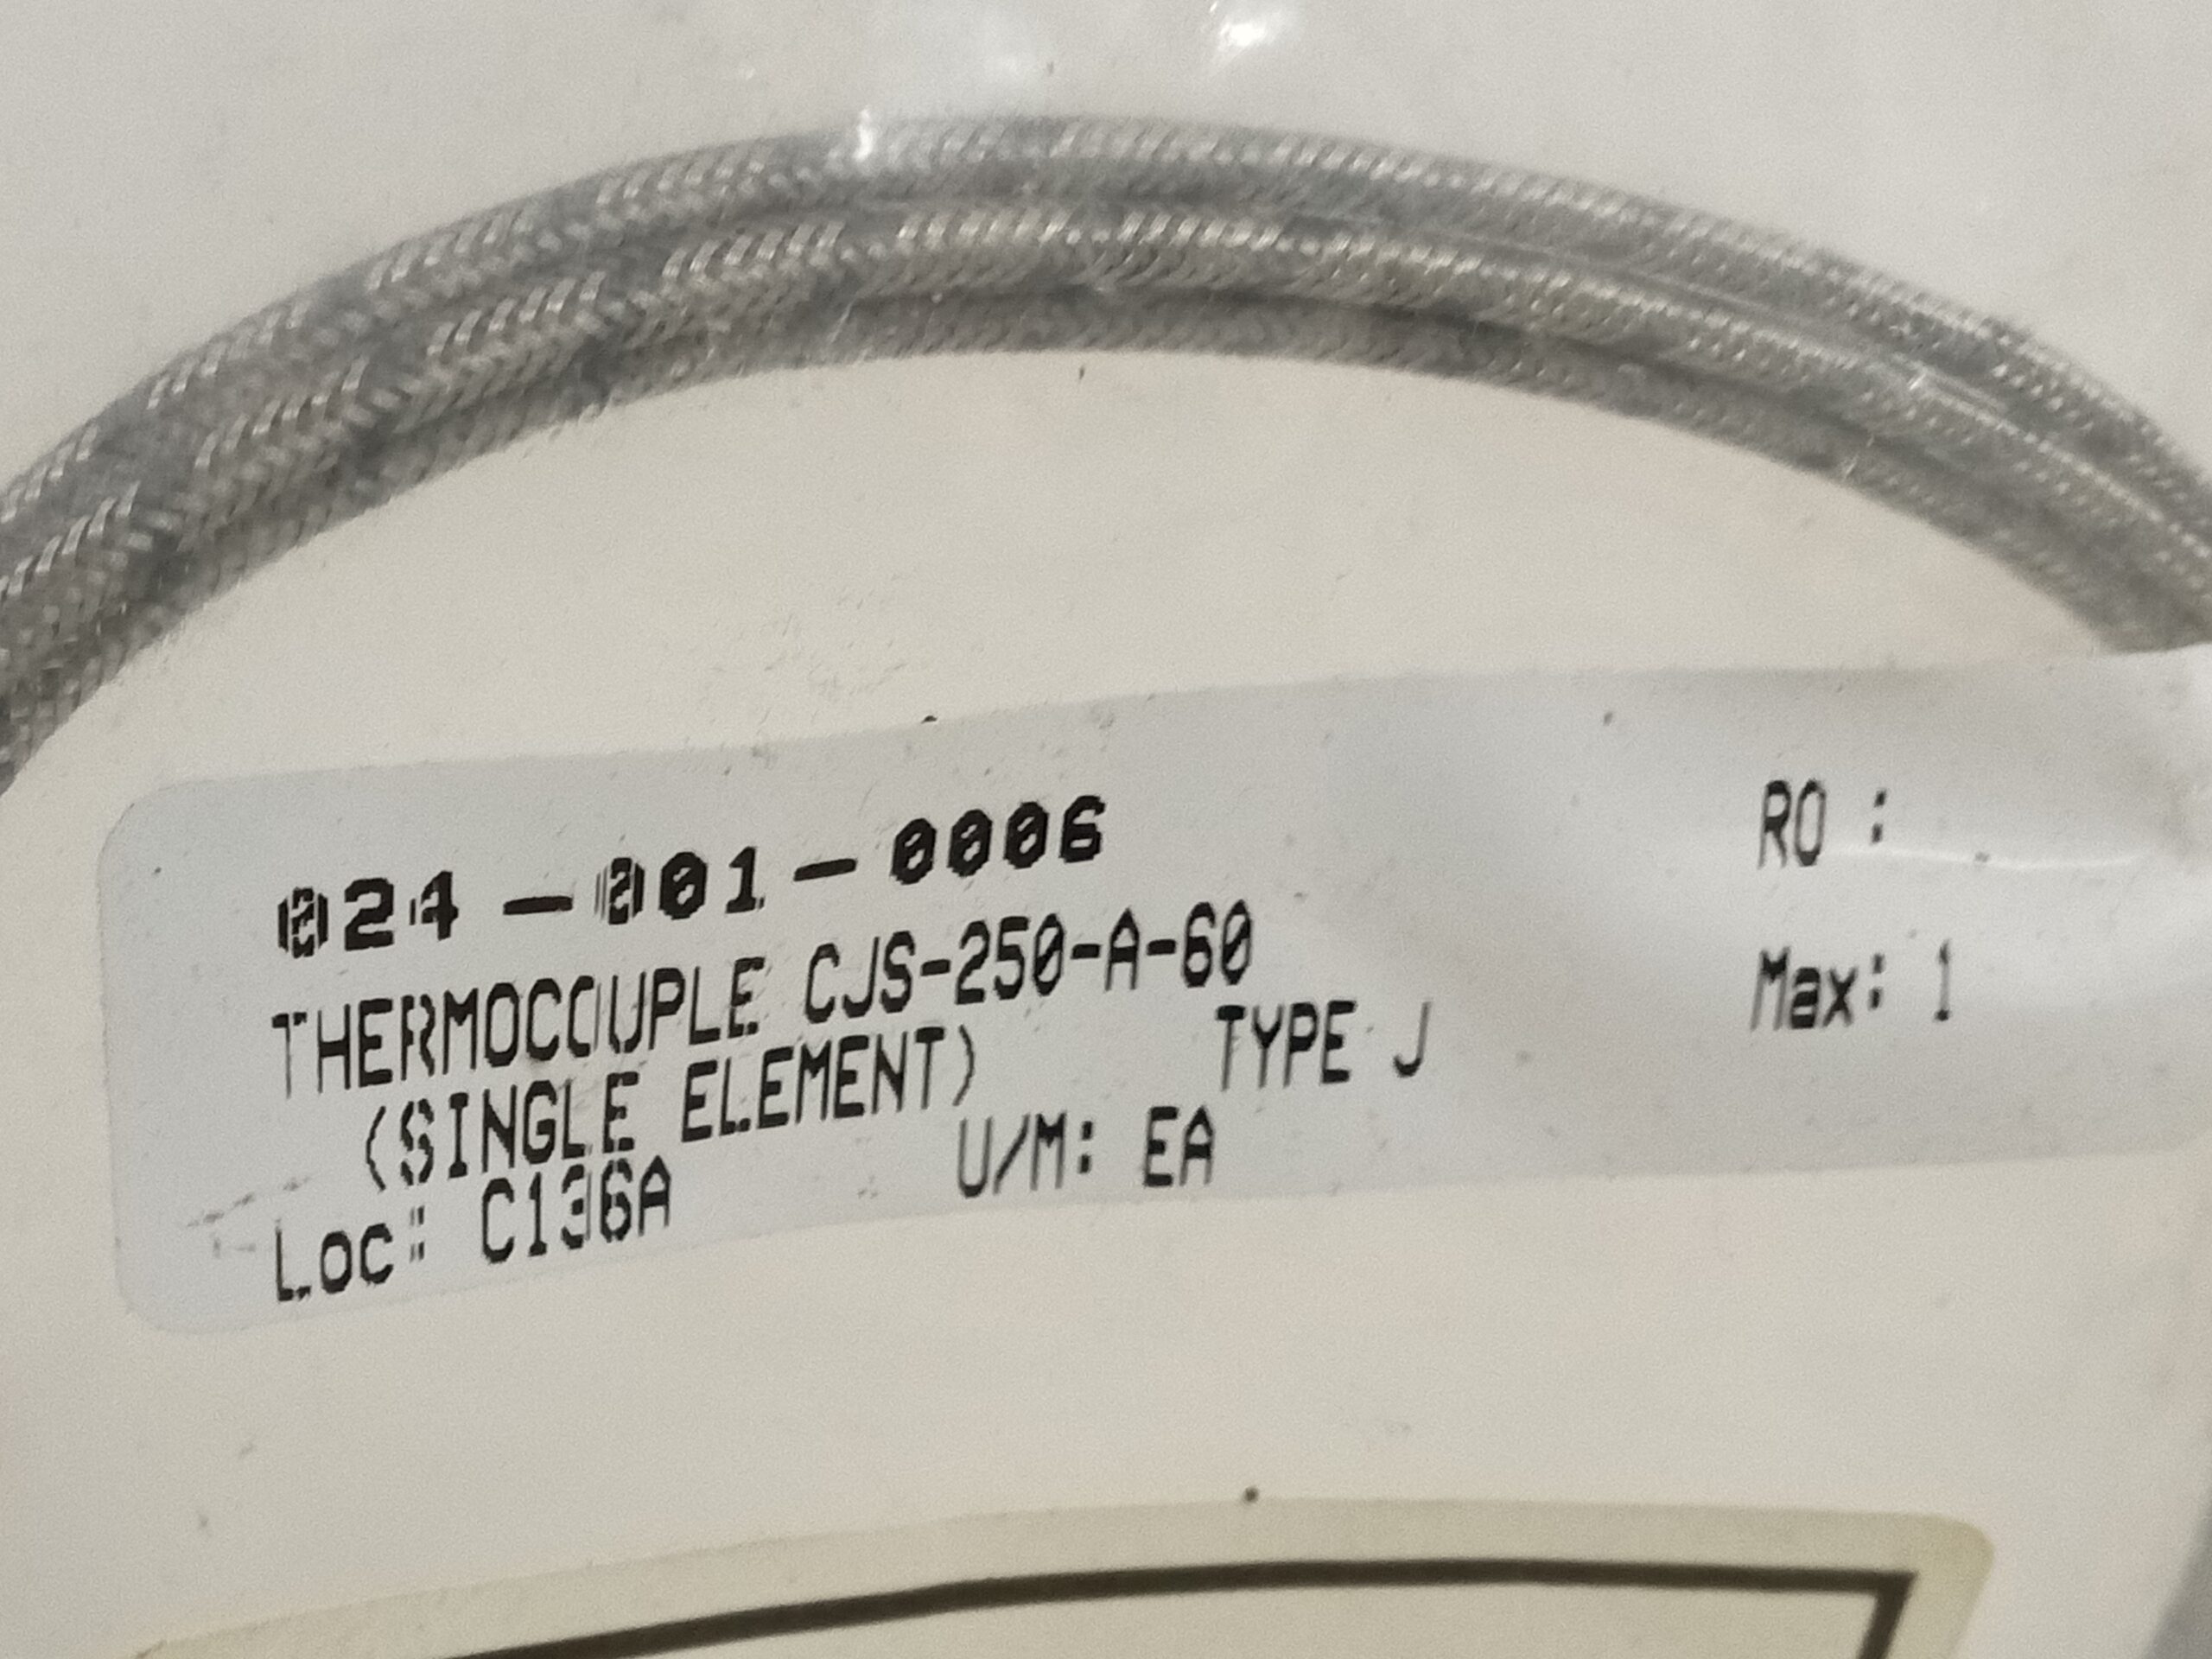 024-001-0006
RO :
THERMOCOUPLE CJS-250-A-60
Max: 1
(SINGLE ELEMENT) TYPE J
Loc: C136A U/M: EA